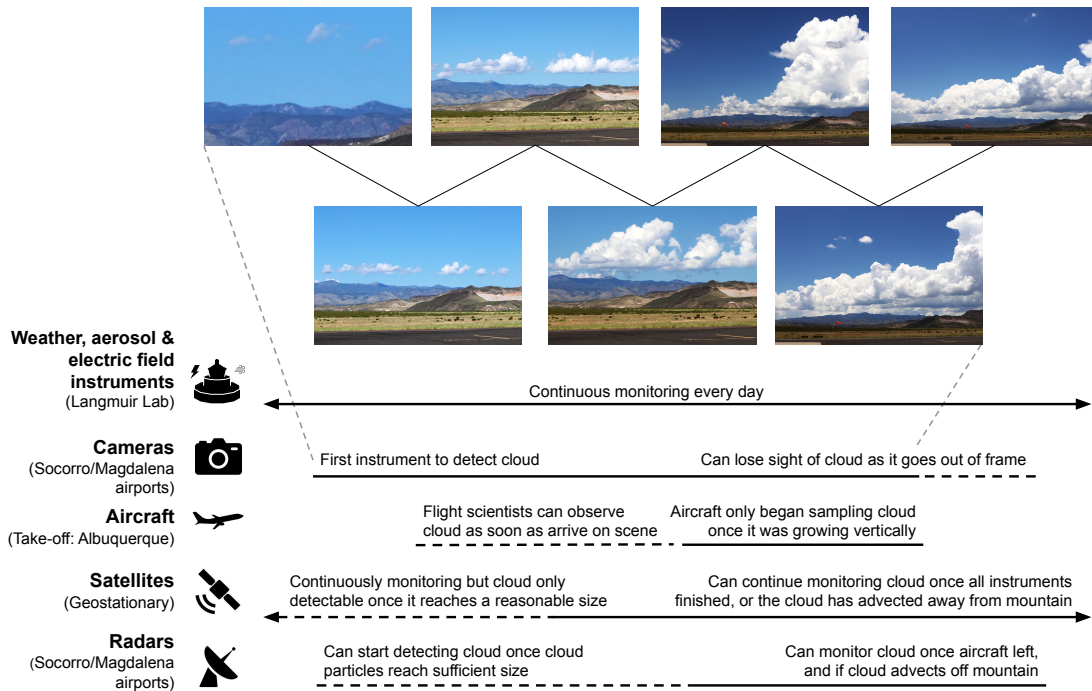 Weather, aerosol &
electric field
instruments
(Langmuir Lab)
Continuous monitoring every day
Cameras
(Socorro/Magdalena
airports)
First instrument to detect cloud
Can lose sight of cloud as it goes out of frame
Aircraft
(Take-off: Albuquerque)
Flight scientists can observe
cloud as soon as arrive on scene
Aircraft only began sampling cloud
once it was growing vertically
Satellites
(Geostationary)
Continuously monitoring but cloud only
detectable once it reaches a reasonable size
Can continue monitoring cloud once all instruments
finished, or the cloud has advected away from mountain
Radars
(Socorro/Magdalena
airports)
Can start detecting cloud once cloud
particles reach sufficient size
Can monitor cloud once aircraft left,
and if cloud advects off mountain